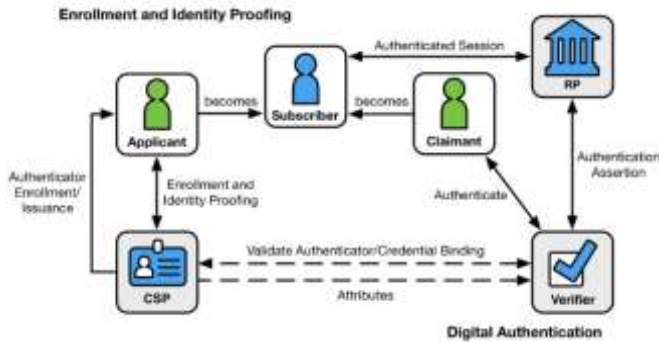 Enrollment and Identity Proofing
Authenticated Session
RP
becomes
Subscriber
becomes
Applicant
Claimant
Authenticator
Enrollment/
Issuance
Enrollment and
Identity Proofing
Authenticate
Authentication
Assertion
Validate Authenticator/Credential Binding
CSP
Attributes
Verifier
Digital Authentication